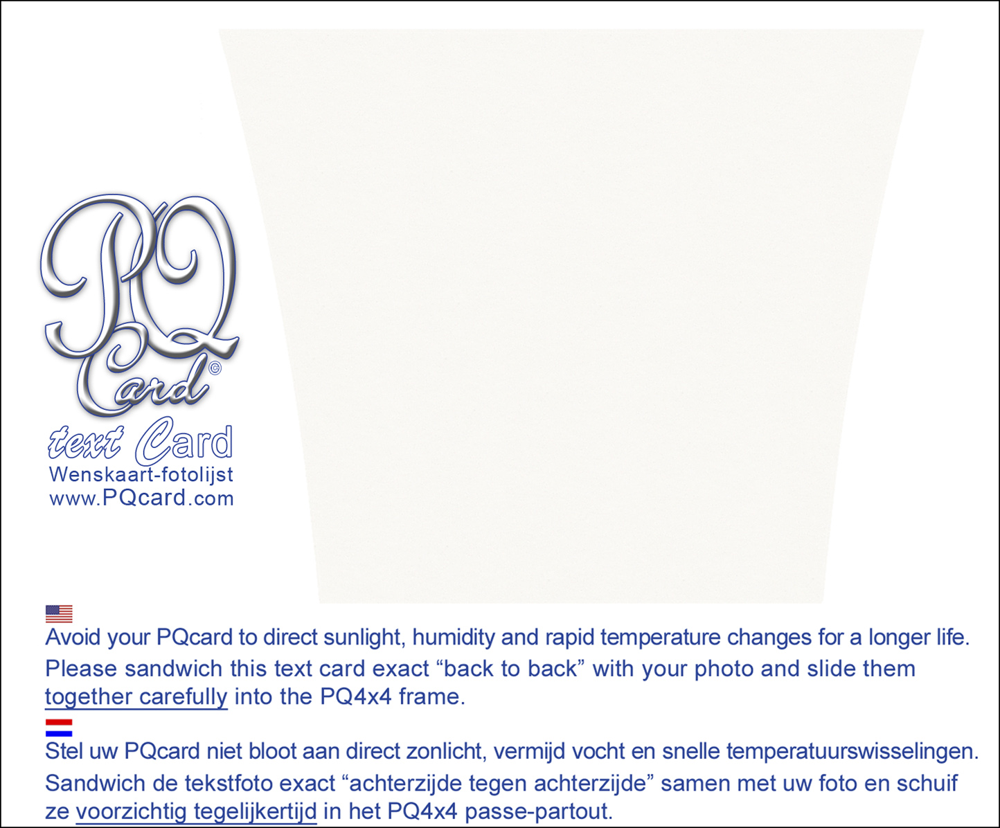 PQ
Card©
text Card
Wenskaart-fotolijst
www.PQcard.com
Avoid your PQcard to direct sunlight, humidity and rapid temperature changes for a longer life.
Please sandwich this text card exact “back to back” with your photo and slide them
together carefully into the PQ4x4 frame.
Stel uw PQcard niet bloot aan direct zonlicht, vermijd vocht en snelle temperatuurswisselingen.
Sandwich de tekstfoto exact “achterzijde tegen achterzijde” samen met uw foto en schuif
ze voorzichtig tegelijkertijd in het PQ4x4 passe-partout.